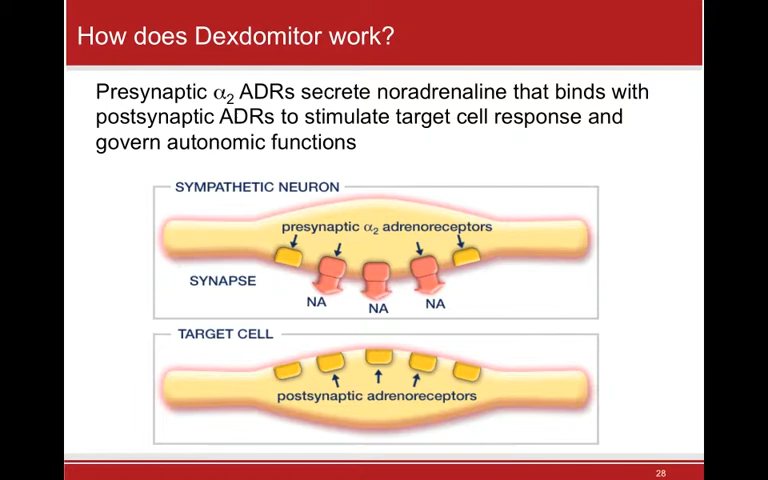 How does Dexdomitor work?
Presynaptic α2 ADRs secrete noradrenaline that binds with
postsynaptic ADRs to stimulate target cell response and
govern autonomic functions
SYMPATHETIC NEURON
presynaptic α2 adrenoreceptors
SYNAPSE
NA
NA
NA
TARGET CELL
postsynaptic adrenoreceptors
28